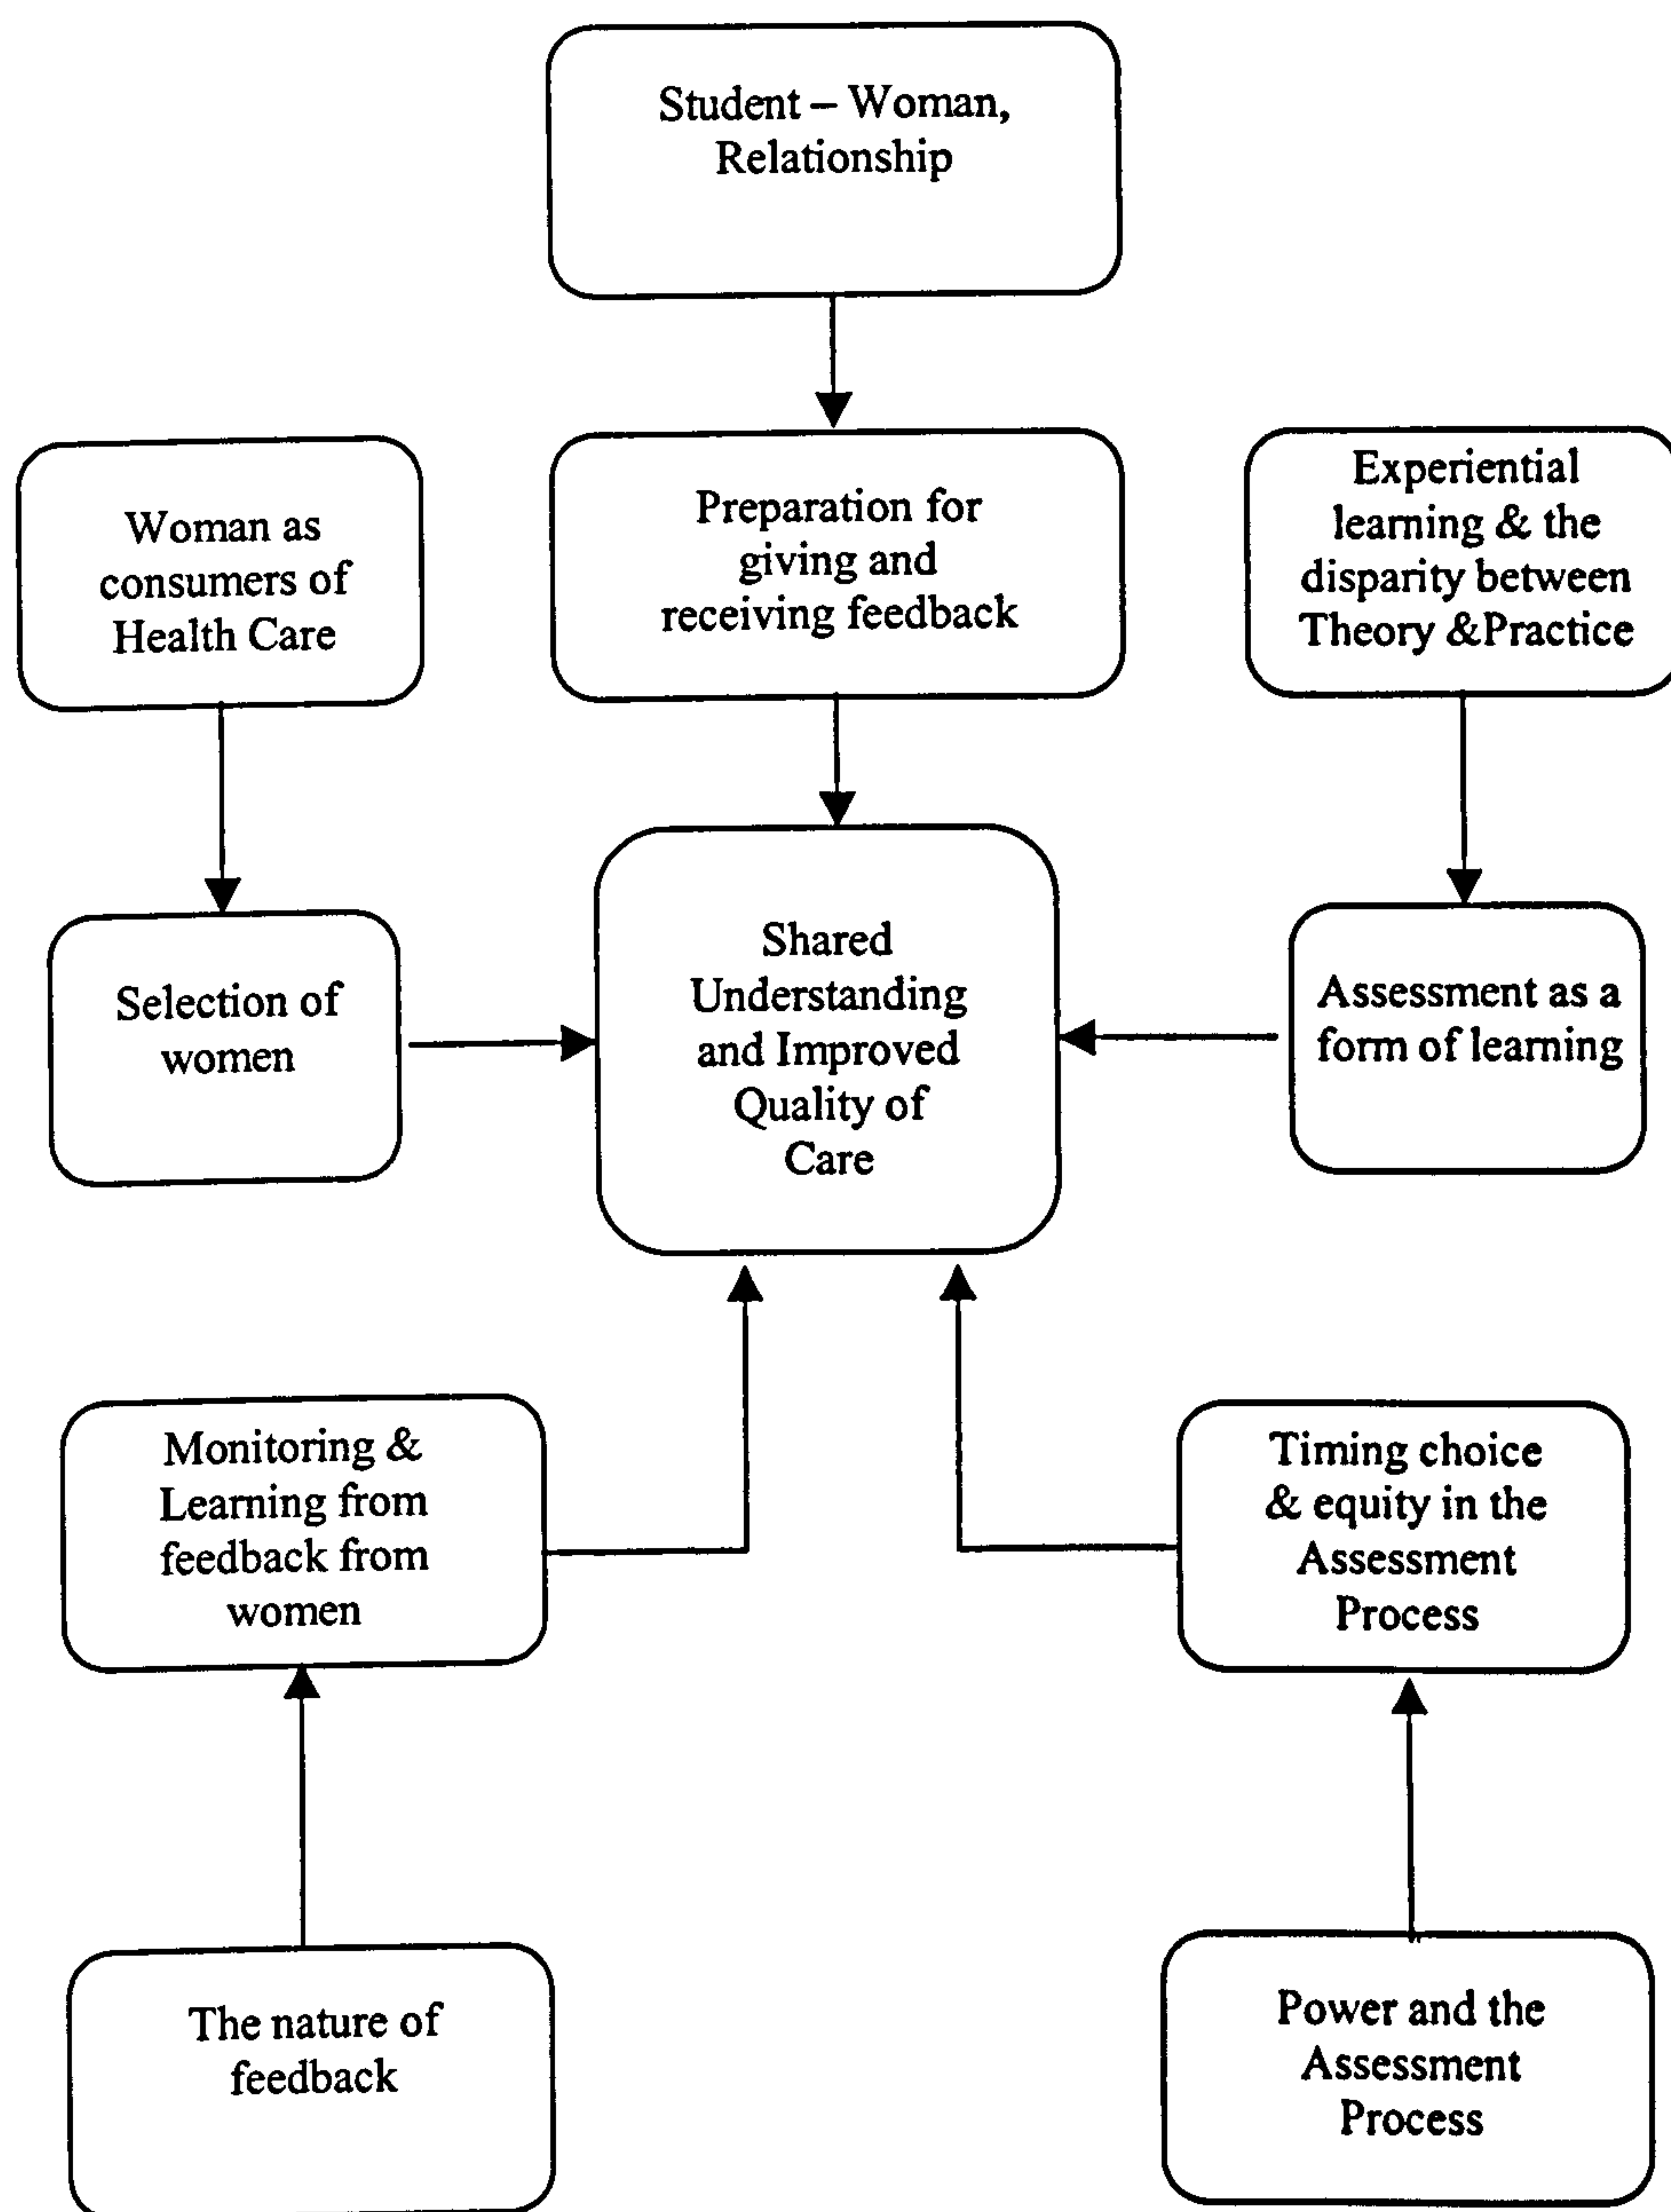 Student – Woman,
Relationship
Woman as
consumers of
Health Care
Preparation for
giving and
receiving feedback
Experiential
learning & the
disparity between
Theory &Practice
Selection of
women
Shared
Understanding
and Improved
Quality of
Care
Assessment as a
form of learning
Monitoring &
Learning from
feedback from
women
Timing choice
& equity in the
Assessment
Process
The nature of
feedback
Power and the
Assessment
Process